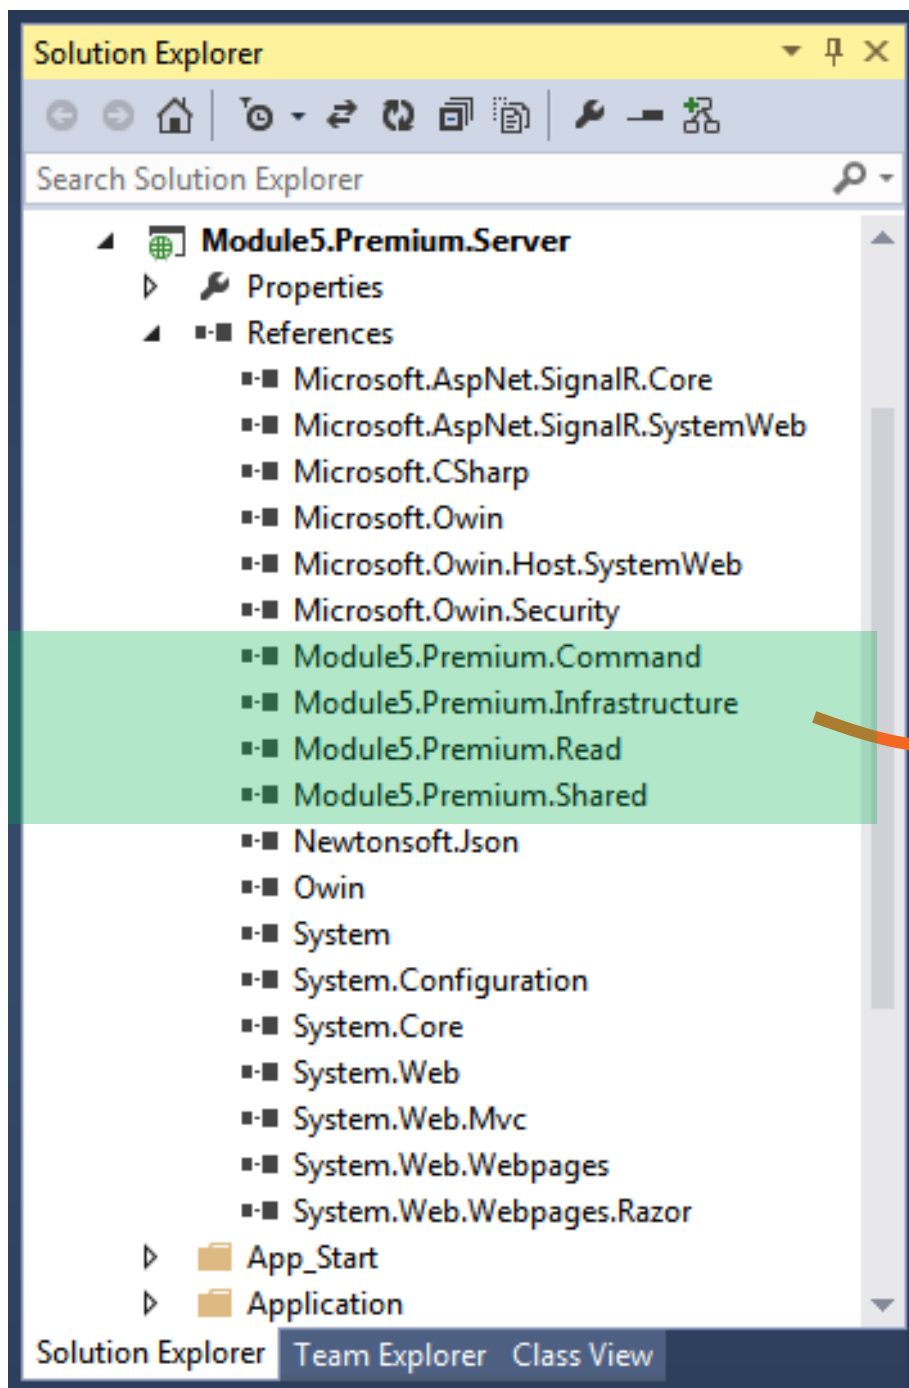 Solution Explorer
Search Solution Explorer
Module5.Premium.Server
Properties
References
Microsoft.AspNet.SignalR.Core
Microsoft.AspNet.SignalR.SystemWeb
Microsoft.CSharp
Microsoft.Owin
Microsoft.Owin.Host.SystemWeb
Microsoft.Owin.Security
Module5.Premium.Command
Module5.Premium.Infrastructure
Module5.Premium.Read
Module5.Premium.Shared
Newtonsoft.Json
Owin
System
System.Configuration
System.Core
System.Web
System.Web.Mvc
System.Web.Webpages
System.Web.Webpages.Razor
App_Start
Application
Solution Explorer Team Explorer Class View